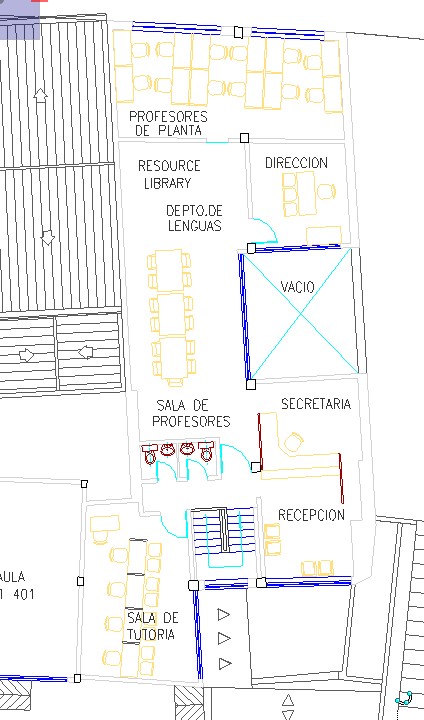 PROFESORES
DE PLANTA
RESOURCE
LIBRARY
DIRECCION
DEPTO.DE
LENGUAS
VACIO
SALA DE
PROFESORES
SECRETARIA
RECEPCION
AULA
1 401
SALA DE
TUTORIA